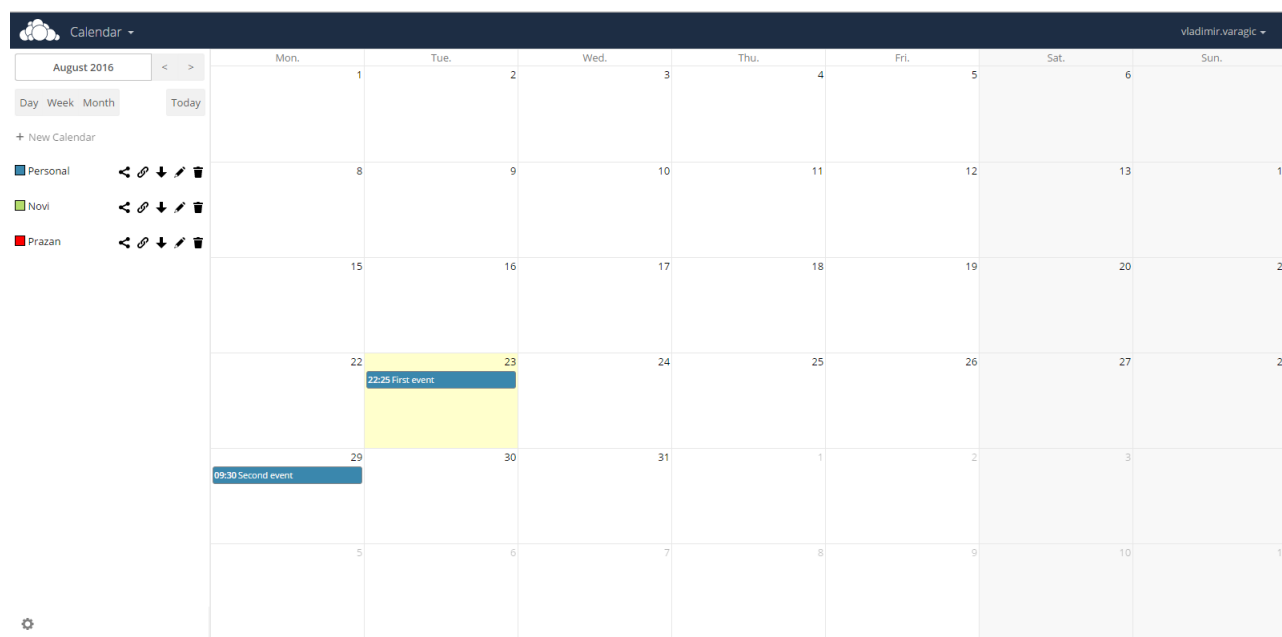 Calendar
vladimir.varagic
August 2016 < >
Day Week Month Today
+ New Calendar
Personal
Novi
Prazan
Mon. Tue. Wed. Thu. Fri. Sat. Sun.
1 2 3 4 5 6
8 9 10 11 12 13
15 16 17 18 19 20
22 23 24 25 26 27
22:25 First event
29 30 31 1 2 3
09:30 Second event
5 6 7 8 9 10